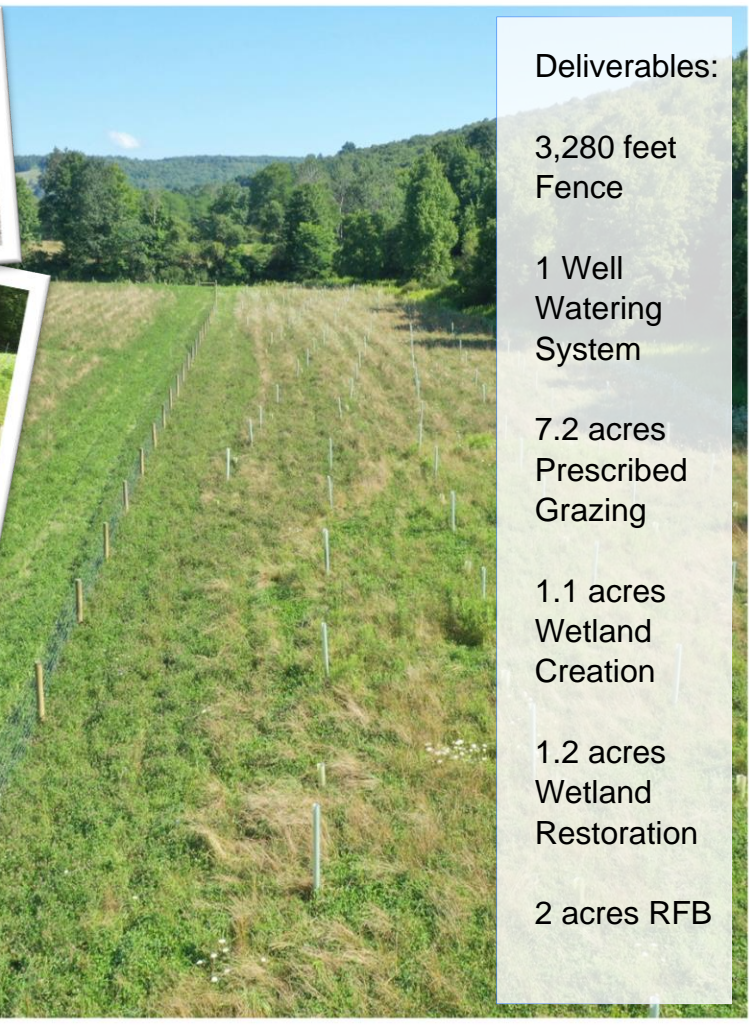 Deliverables:
3,280 feet
Fence
1 Well
Watering
System
7.2 acres
Prescribed
Grazing
1.1 acres
Wetland
Creation
1.2 acres
Wetland
Restoration
2 acres RFB